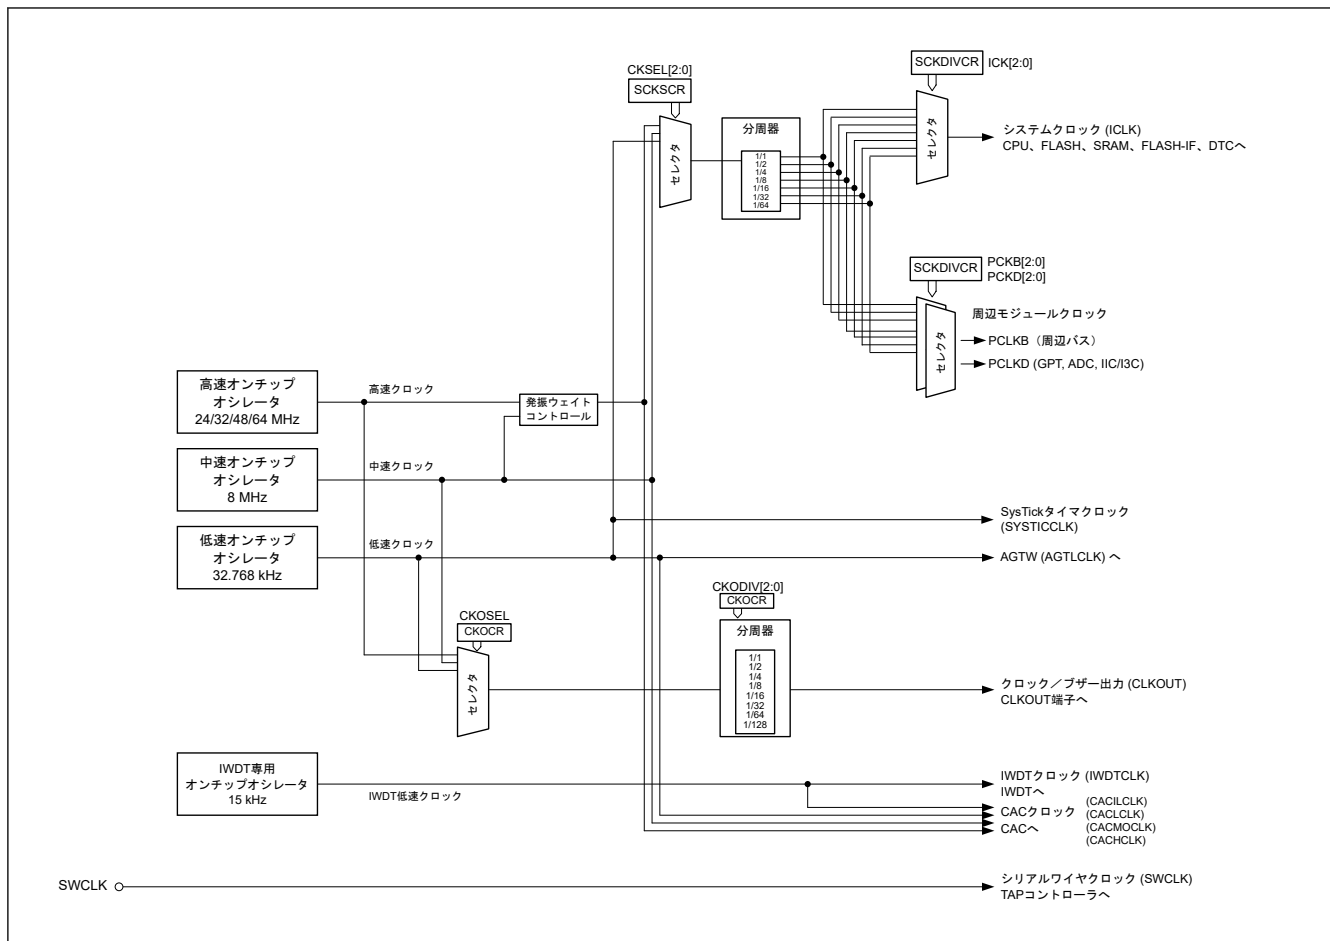 CKSEL[2:0]
SCKSCR
セレクタ
分周器
1/1
1/2
1/4
1/8
1/16
1/32
1/64
SCKDIVCR
ICK[2:0]
セレクタ
システムクロック (ICLK)
CPU、FLASH、SRAM、FLASH-IF、DTCへ
SCKDIVCR
PCKB[2:0]
PCKD[2:0]
セレクタ
周辺モジュールクロック
PCLKB（周辺バス）
PCLKD (GPT, ADC, IIC/I3C)
高速オンチップ
オシレータ
24/32/48/64 MHz
高速クロック
発振ウェイト
コントロール
中速オンチップ
オシレータ
8 MHz
中速クロック
低速オンチップ
オシレータ
32.768 kHz
低速クロック
SysTickタイマクロック
(SYSTICCLK)
AGTW (AGTLCLK) へ
CKOSEL
CKOCR
セレクタ
CKODIV[2:0]
CKOCR
分周器
1/1
1/2
1/4
1/8
1/16
1/32
1/64
1/128
クロック／ブザー出力 (CLKOUT)
CLKOUT端子へ
IWDT専用
オンチップオシレータ
15 kHz
IWDT低速クロック
IWDTクロック (IWDTCLK)
IWDTへ
CACクロック
CACへ
(CACILCLK)
(CACLCLK)
(CACMOCLK)
(CACHCLK)
SWCLK
シリアルワイヤクロック (SWCLK)
TAPコントローラへ